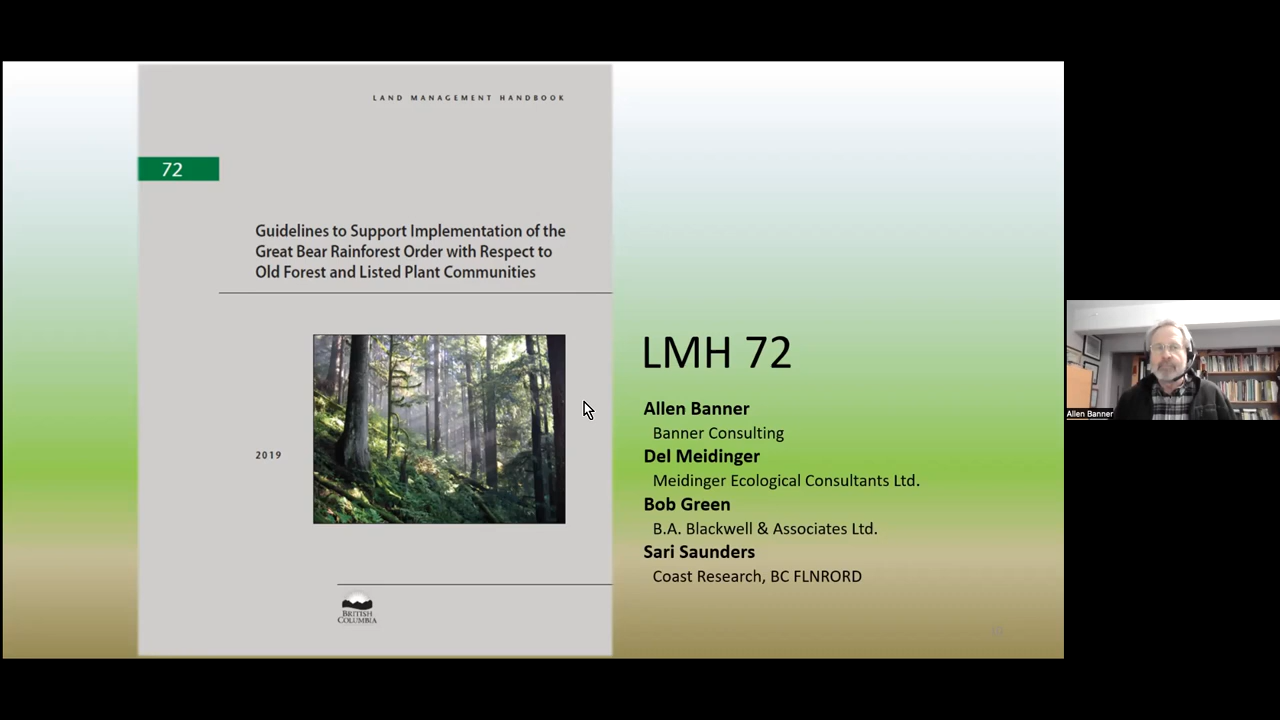 LAND MANAGEMENT HANDBOOK
72
Guidelines to Support Implementation of the
Great Bear Rainforest Order with Respect to
Old Forest and Listed Plant Communities
2019
BRITISH
COLUMBIA
LMH 72
Allen Banner
Banner Consulting
Del Meidinger
Meidinger Ecological Consultants Ltd.
Bob Green
B.A. Blackwell & Associates Ltd.
Sari Saunders
Coast Research, BC FLNRORD
Allen Banner